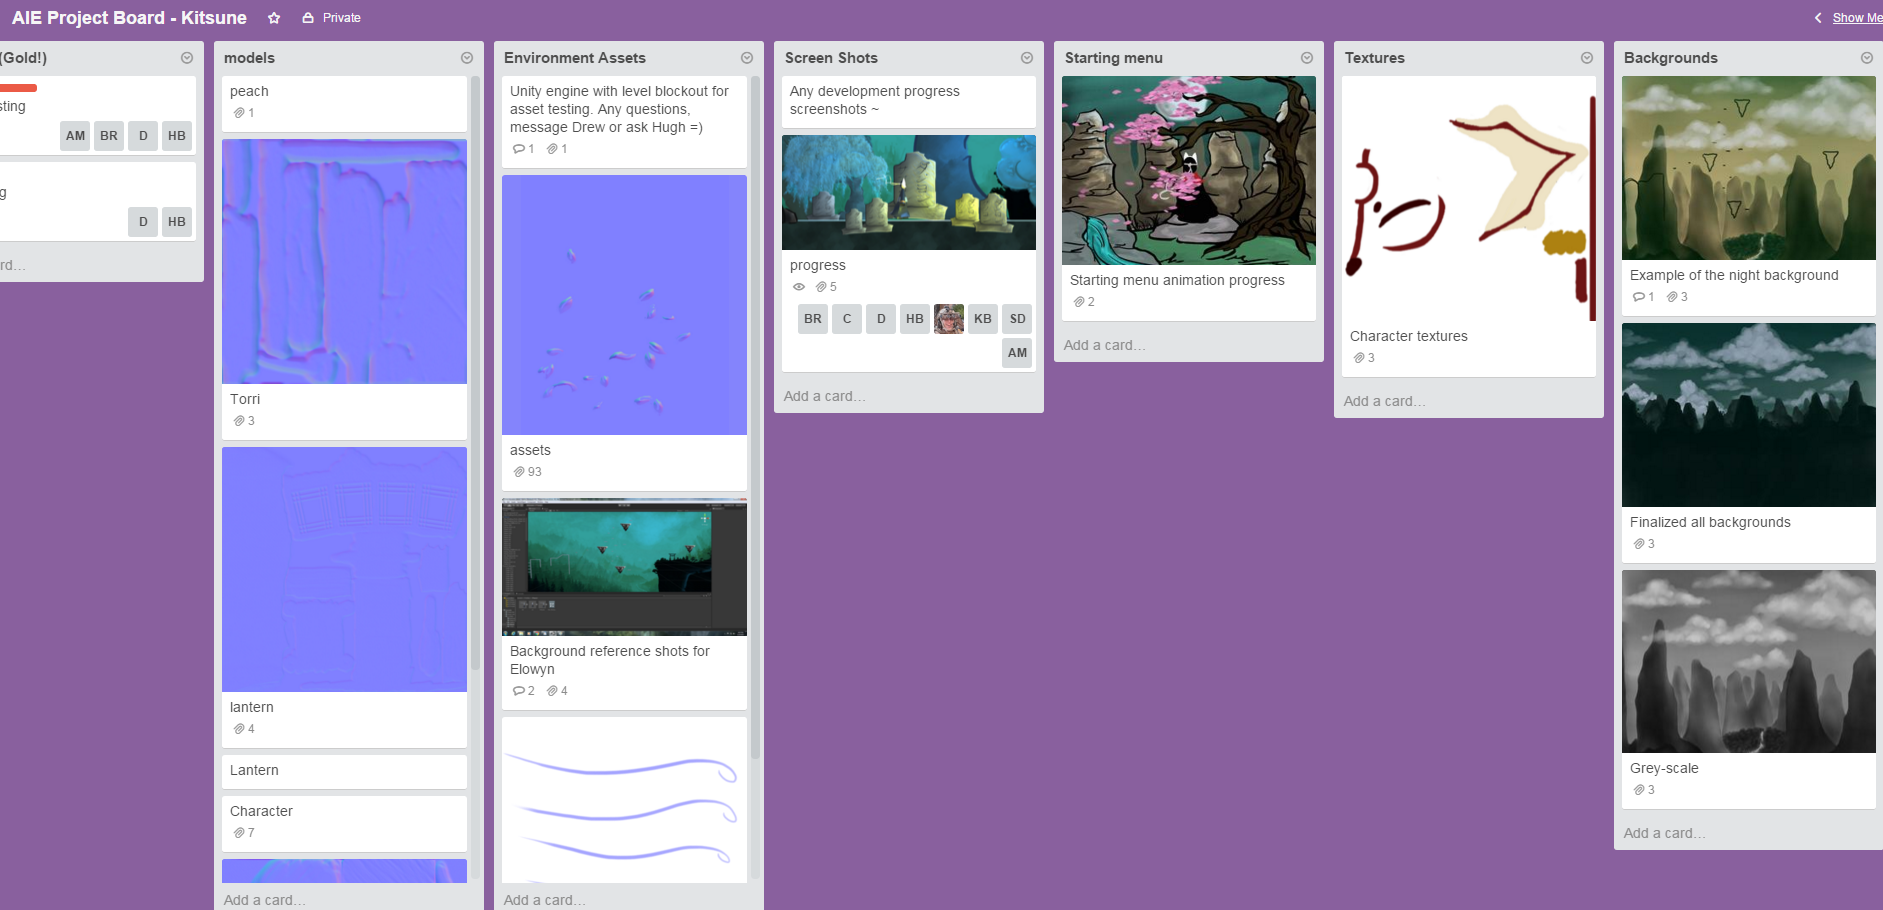 AIE Project Board - Kitsune
Private
Show Me
(Gold!)
sting
AM BR D HB
g
D HB
rd...
models
peach
1
Torri
3
lantern
4
Lantern
Character
7
Add a card...
Environment Assets
Unity engine with level blockout for
asset testing. Any questions,
message Drew or ask Hugh =)
1 1
assets
93
Background reference shots for
Elowyn
2 4
Add a card...
Screen Shots
Any development progress
screenshots ~
progress
5
BR C D HB KB SD
AM
Add a card...
Starting menu
Starting menu animation progress
2
Add a card...
Textures
Character textures
3
Add a card...
Backgrounds
Example of the night background
1 3
Finalized all backgrounds
3
Grey-scale
3
Add a card...